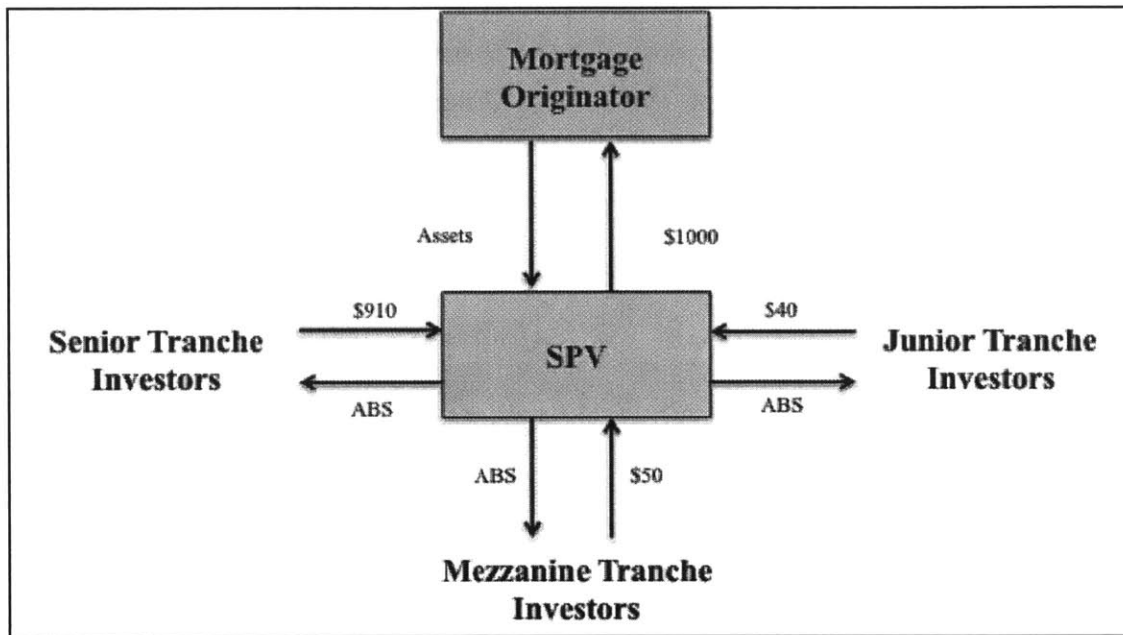 Mortgage
Originator
Assets
$1000
$910
$40
Senior Tranche
Investors
SPV
Junior Tranche
Investors
ABS
ABS
ABS
$50
Mezzanine Tranche
Investors